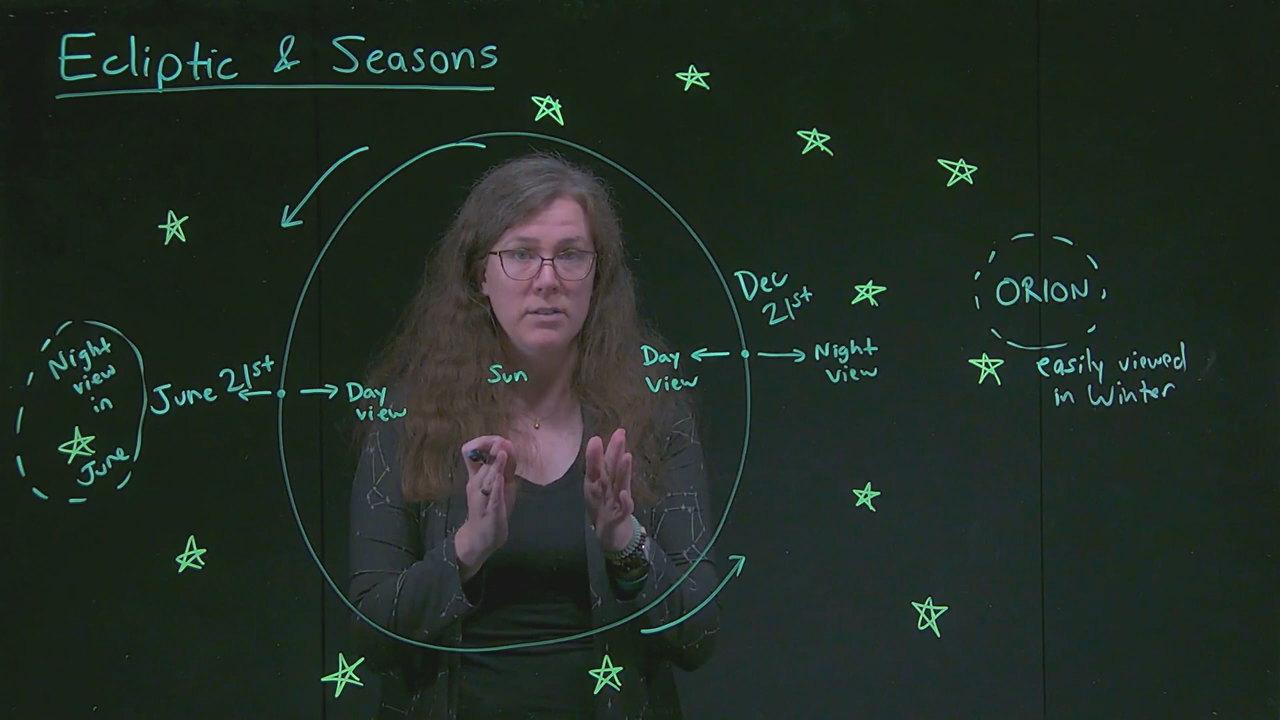 Ecliptic & Seasons
Night
view
in
June
June 21st
Day
view
Sun
Day
view
Dec
21st
Night
view
ORION
easily viewed
in Winter